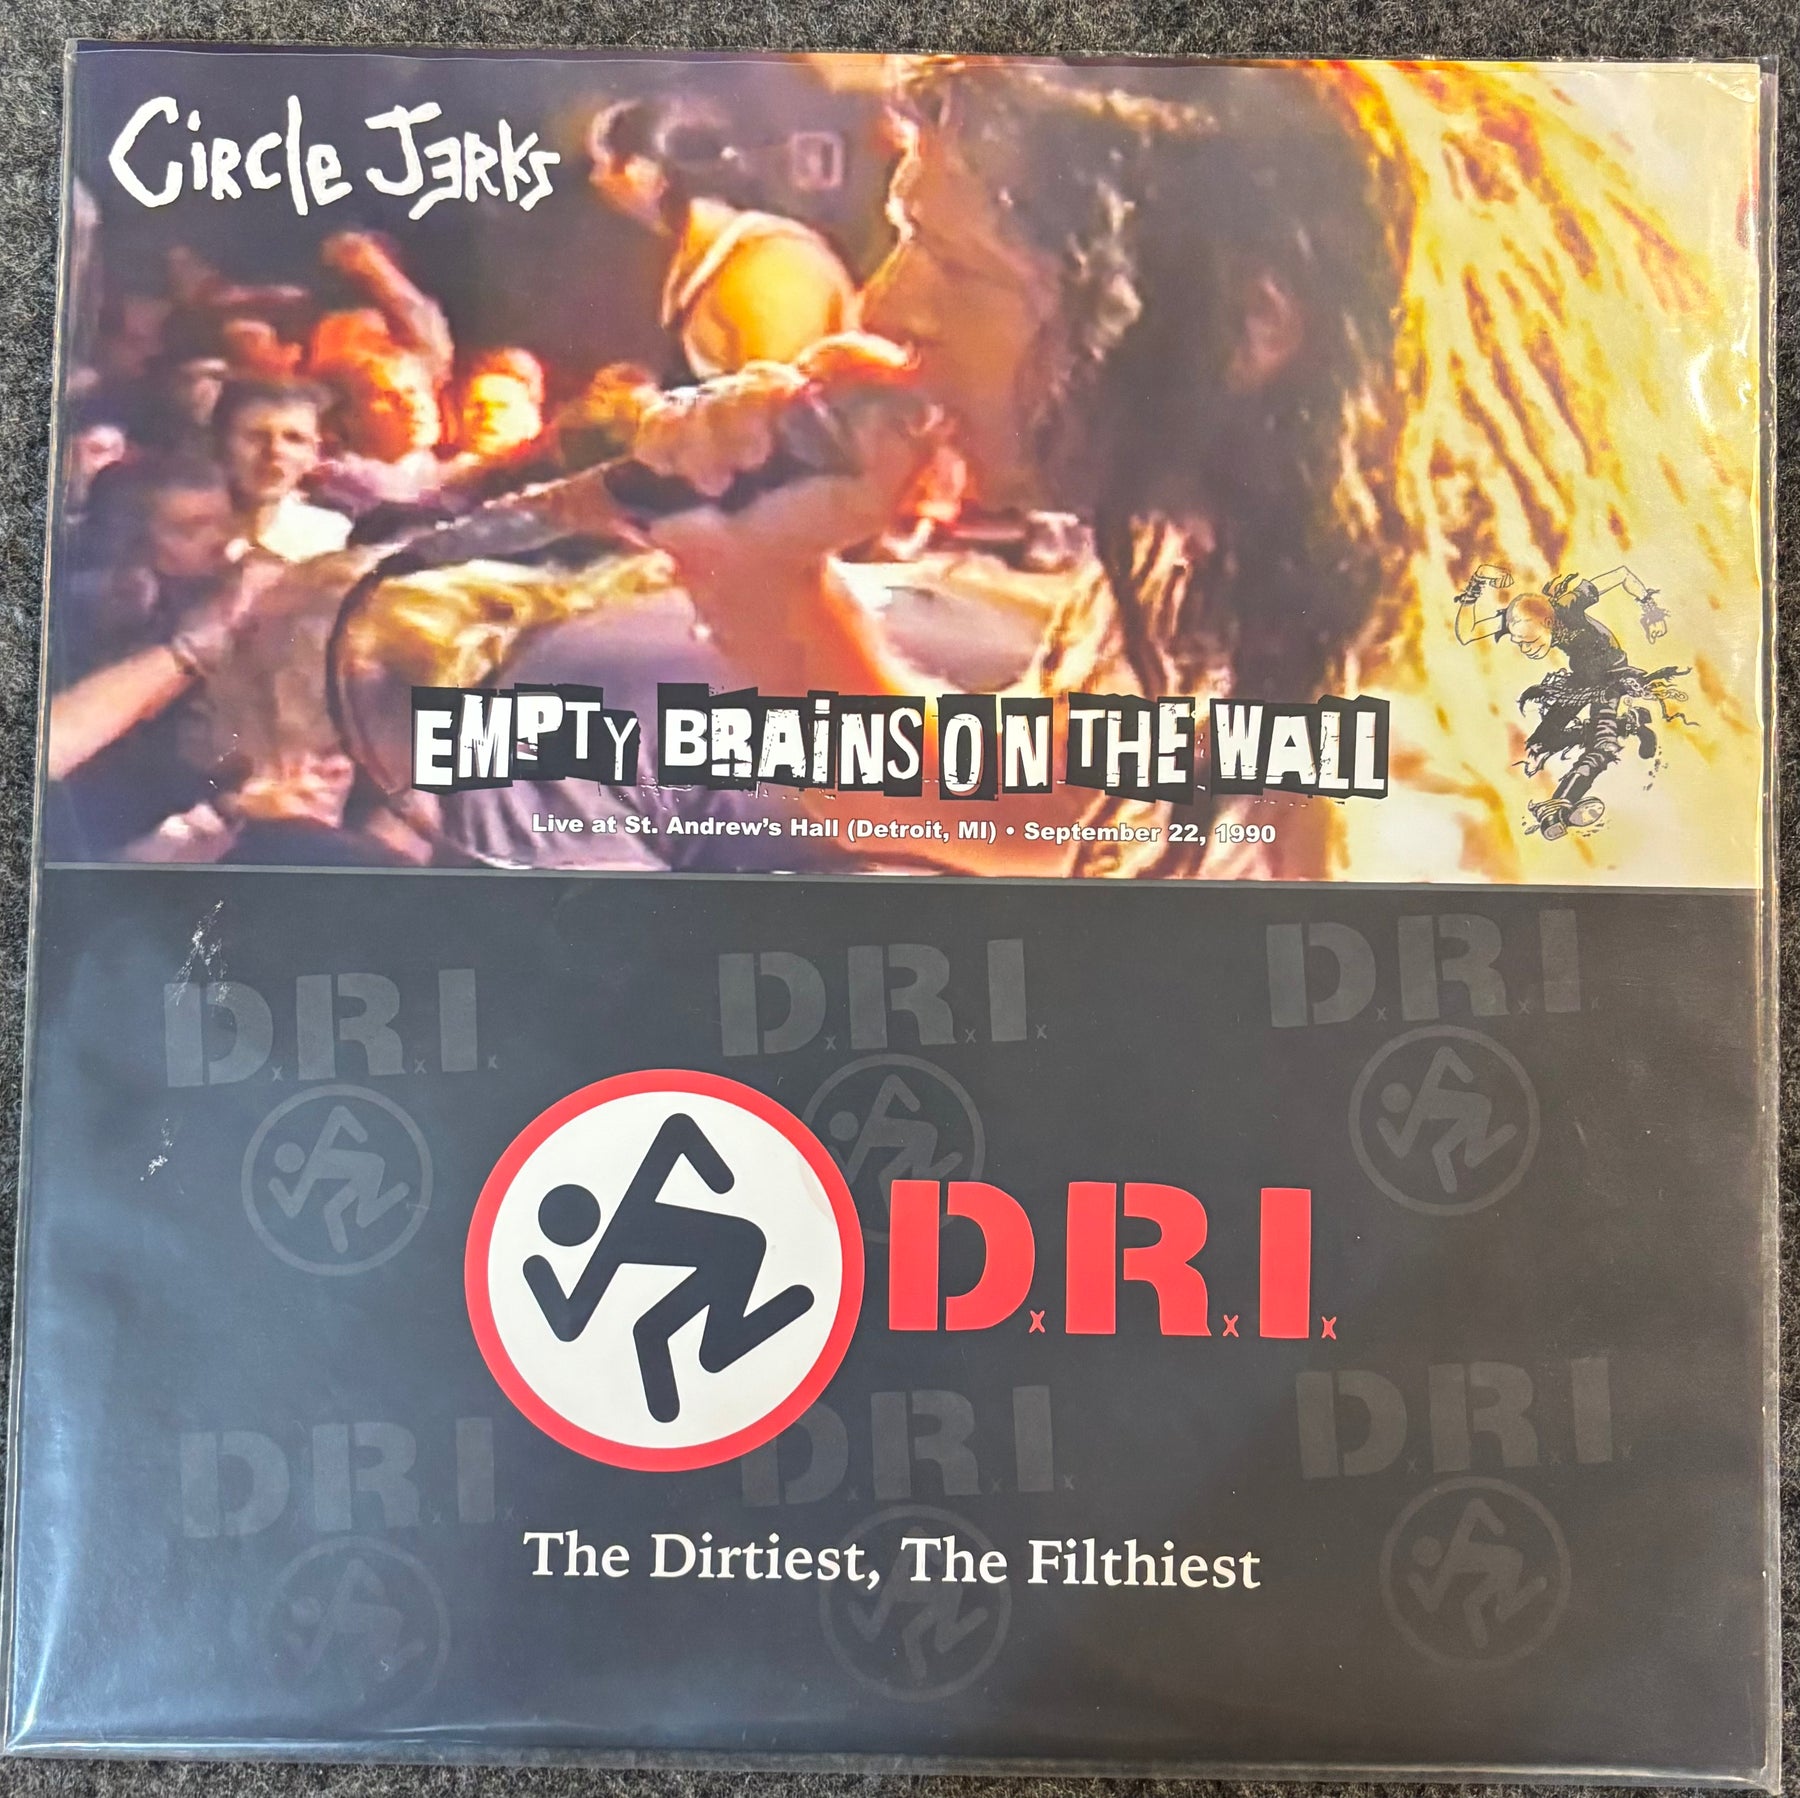 CiRCle JERKS
EMPTY BRAiNS ON THE WALL
Live at St. Andrew's Hall (Detroit, MI) • September 22, 1990
D.R.I. D.R.I. D.R.I.
D.R.I.
D.R.I. D.R.I. D.R.I.
The Dirtiest, The Filthiest